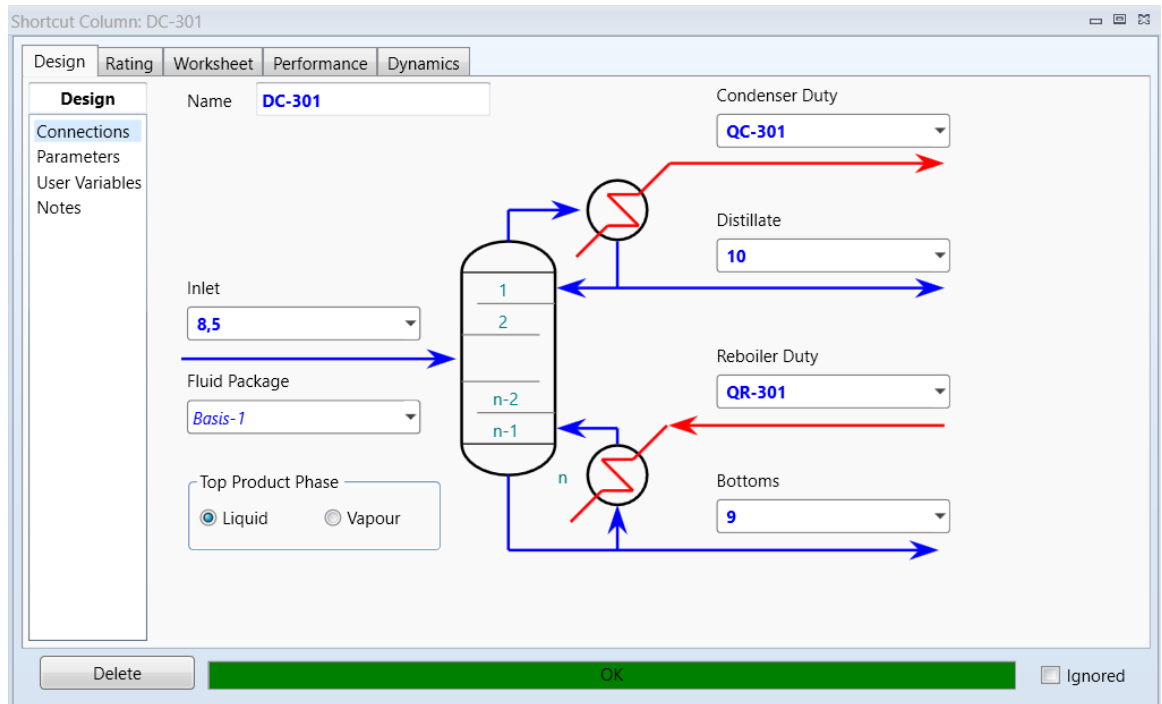 Shortcut Column: DC-301
Design Rating Worksheet Performance Dynamics
Design
Connections
Parameters
User Variables
Notes
Name DC-301
Inlet
8,5
Fluid Package
Basis-1
Top Product Phase
Liquid Vapour
1
2
n-2
n-1
n
Condenser Duty
QC-301
Distillate
10
Reboiler Duty
QR-301
Bottoms
9
Delete OK Ignored